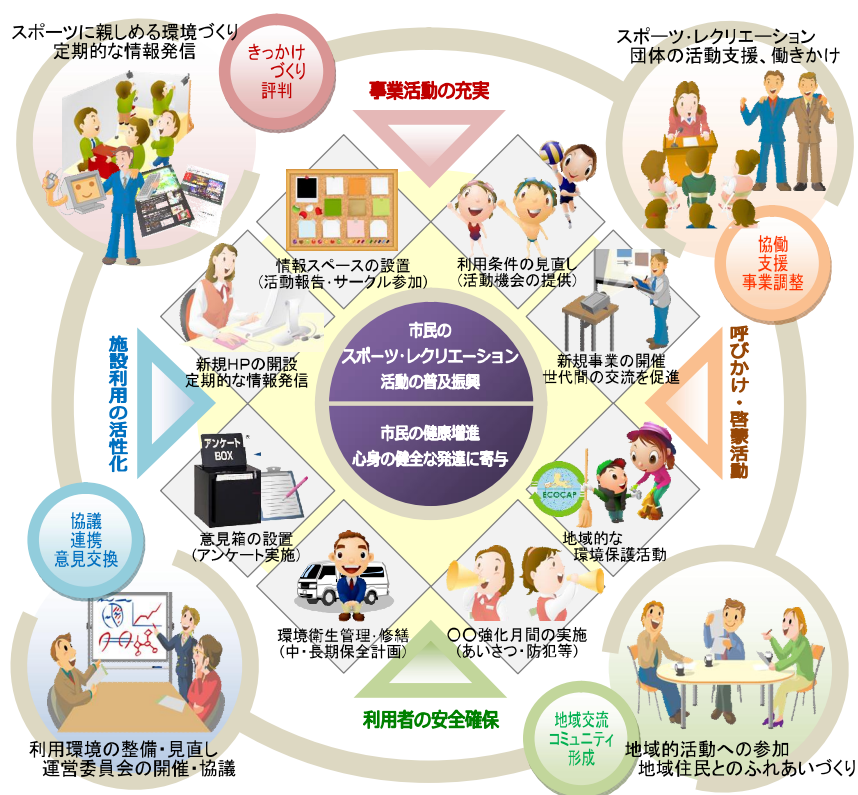 スポーツに親しめる環境づくり
定期的な情報発信
きっかけ
づくり
評判
事業活動の充実
スポーツ・レクリエーション
団体の活動支援、働きかけ
協働
支援
事業調整
情報スペースの設置
(活動報告・サークル参加)
利用条件の見直し
(活動機会の提供)
新規HPの開設
定期的な情報発信
新規事業の開催
世代間の交流を促進
市民の
スポーツ・レクリエーション
活動の普及振興
市民の健康増進
心身の健全な発達に寄与
施設利用の活性化
呼びかけ・啓蒙活動
アンケート
BOX
意見箱の設置
(アンケート実施)
ECOCAP
地域的な
環境保護活動
環境衛生管理・修繕
(中・長期保全計画)
〇〇強化月間の実施
(あいさつ・防犯等)
協議
連携
意見交換
利用者の安全確保
利用環境の整備・見直し
運営委員会の開催・協議
地域交流
コミュニティ
形成
地域的活動への参加
地域住民とのふれあいづくり